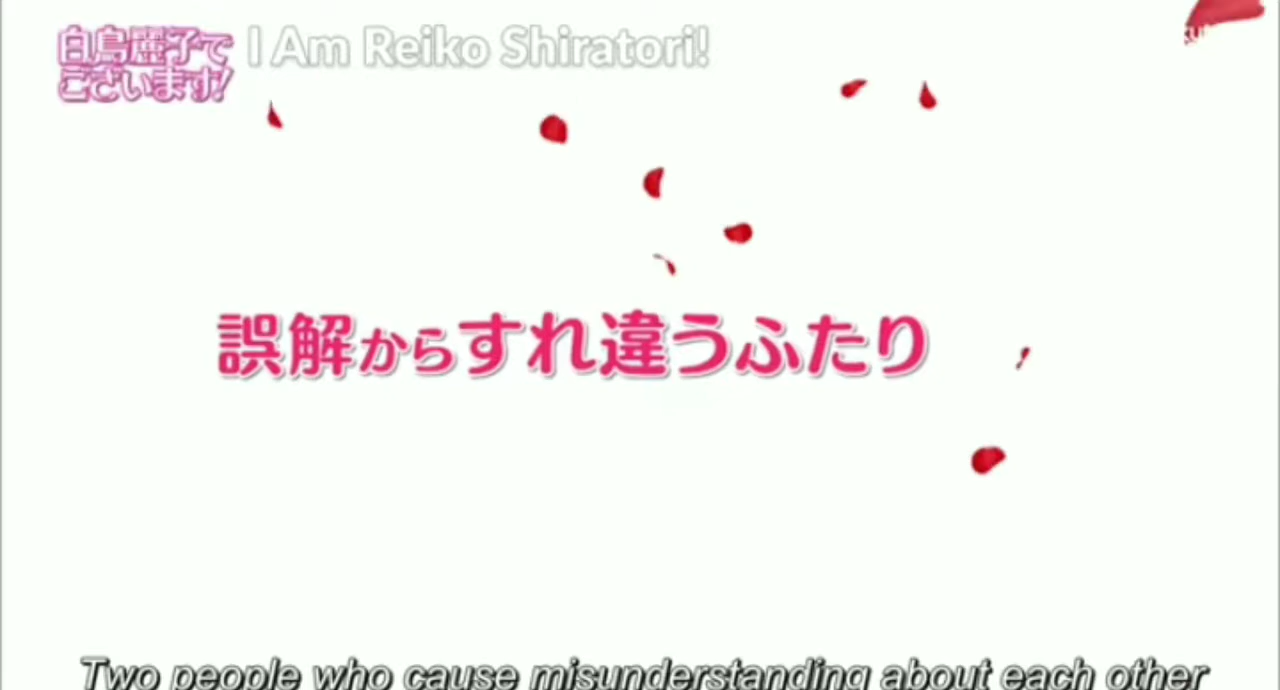 白鳥麗子で
ございます!
I Am Reiko Shiratori!
誤解からすれ違うふたり
Two people who cause misunderstanding about each other